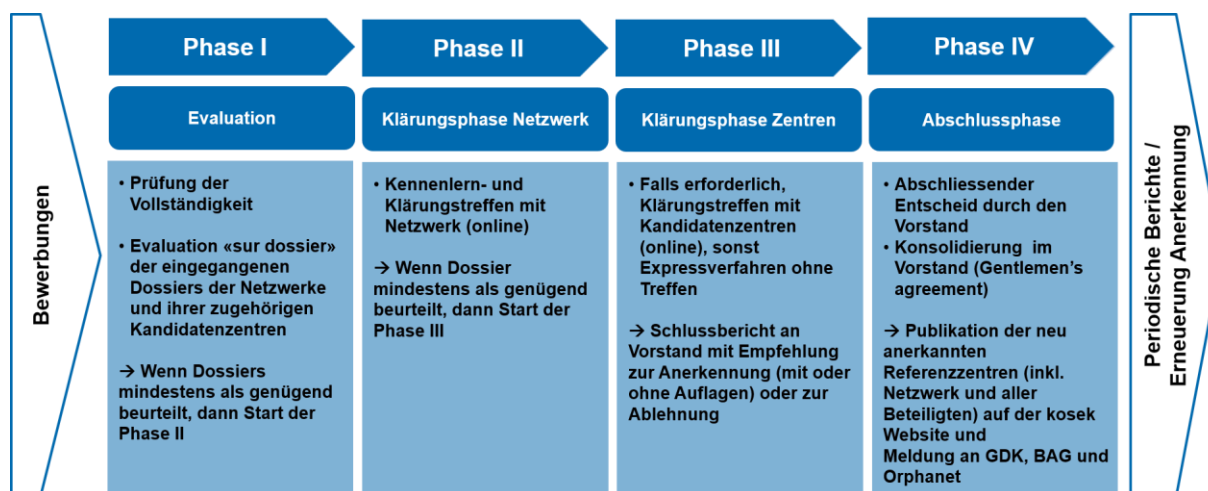 Bewerbungen
Phase I
Evaluation
• Prüfung der
Vollständigkeit
• Evaluation «sur dossier»
der eingegangenen
Dossiers der Netzwerke
und ihrer zugehörigen
Kandidatenzentren
→ Wenn Dossiers
mindestens als genügend
beurteilt, dann Start der
Phase II
Phase II
Klärungsphase Netzwerk
• Kennenlern- und
Klärungstreffen mit
Netzwerk (online)
→ Wenn Dossier
mindestens als genügend
beurteilt, dann Start der
Phase III
Phase III
Klärungsphase Zentren
• Falls erforderlich,
Klärungstreffen mit
Kandidatenzentren
(online), sonst
Expressverfahren ohne
Treffen
→ Schlussbericht an
Vorstand mit Empfehlung
zur Anerkennung (mit oder
ohne Auflagen) oder zur
Ablehnung
Phase IV
Abschlussphase
• Abschliessender
Entscheid durch den
Vorstand
• Konsolidierung im
Vorstand (Gentlemen's
agreement)
→ Publikation der neu
anerkannten
Referenzzentren (inkl.
Netzwerk und aller
Beteiligten) auf der kosek
Website und
Meldung an GDK, BAG und
Orphanet
Periodische Berichte /
Erneuerung Anerkennung